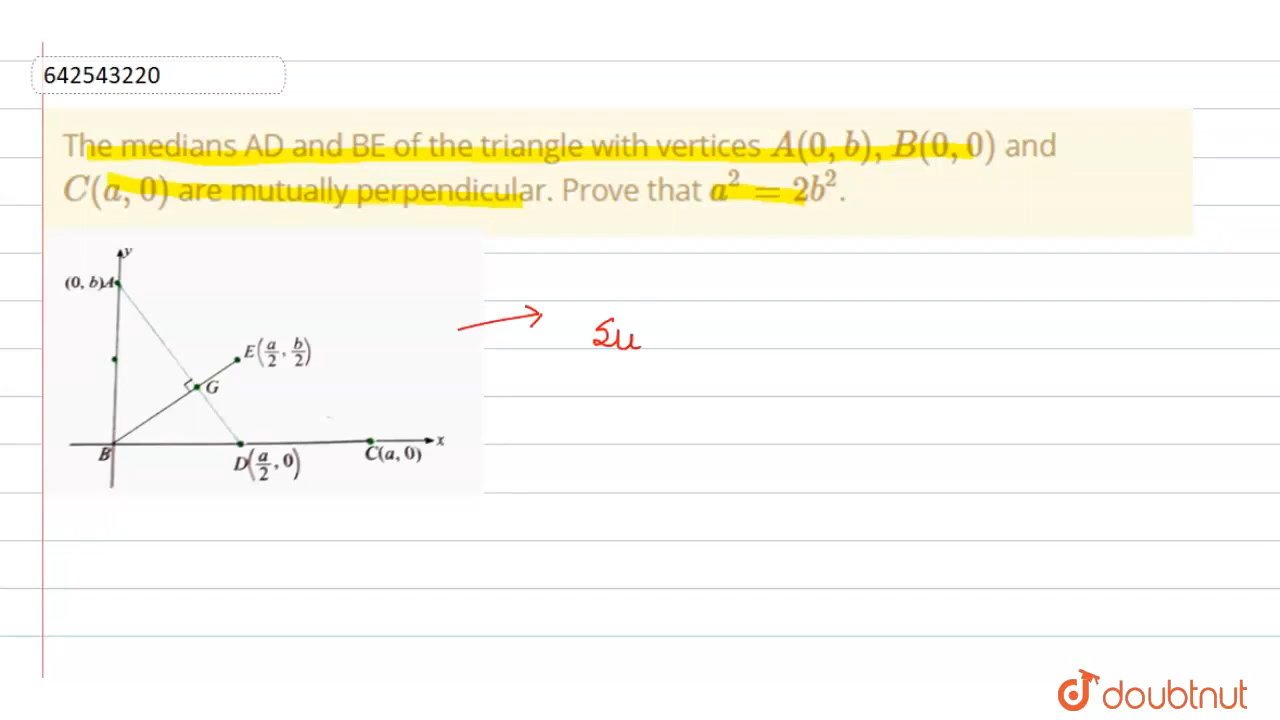 642543220
The medians AD and BE of the triangle with vertices A(0, b), B(0, 0) and
C(a, 0) are mutually perpendicular. Prove that a² = 2b².
y
(0, b)A
E(a/2, b/2)
G
B
D(a/2, 0)
C(a, 0)
x
doubtnut